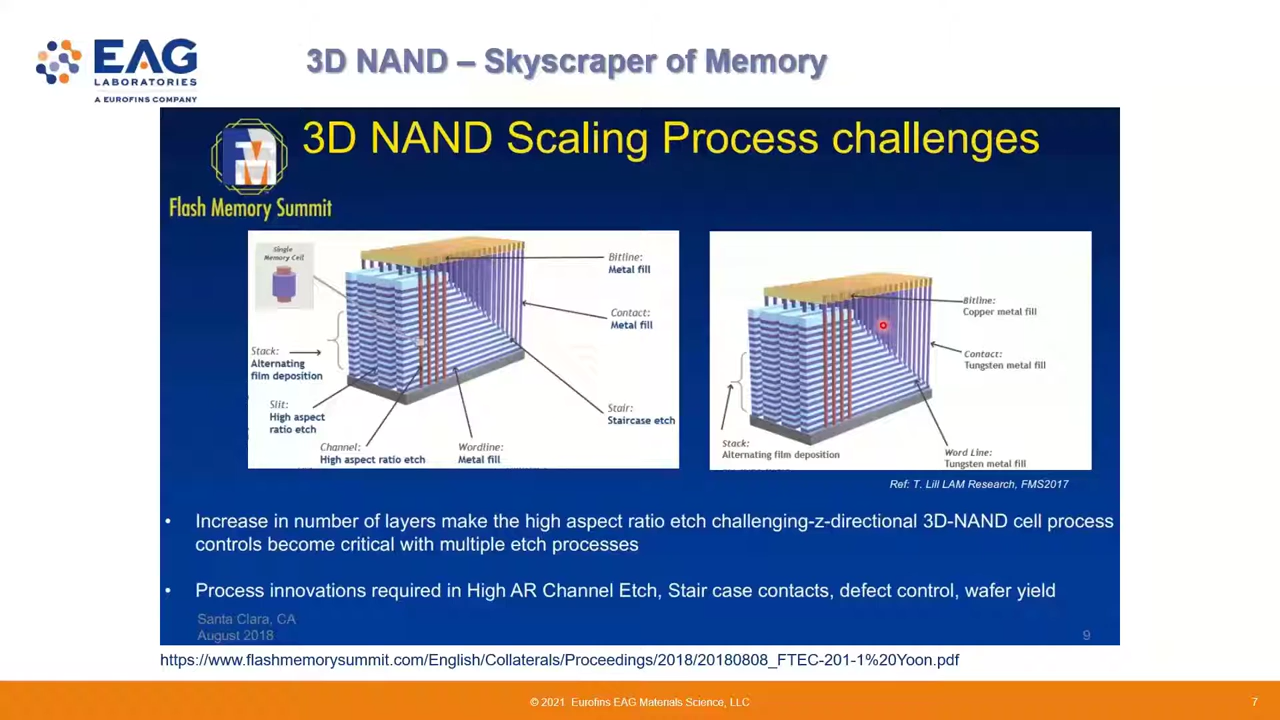 EAG
LABORATORIES
A EUROFINS COMPANY
3D NAND – Skyscraper of Memory
3D NAND Scaling Process challenges
FM
Flash Memory Summit
Single
Memory Cell
Bitline:
Metal fill
Contact:
Metal fill
Stack:
Alternating
film deposition
Slit:
High aspect
ratio etch
Channel:
High aspect ratio etch
Wordline:
Metal fill
Stair:
Staircase etch
Bitline:
Copper metal fill
Contact:
Tungsten metal fill
Stack:
Alternating film deposition
Word Line:
Tungsten metal fill
Ref: T. Lill LAM Research, FMS2017
• Increase in number of layers make the high aspect ratio etch challenging-z-directional 3D-NAND cell process
controls become critical with multiple etch processes
• Process innovations required in High AR Channel Etch, Stair case contacts, defect control, wafer yield
Santa Clara, CA
August 2018
9
https://www.flashmemorysummit.com/English/Collaterals/Proceedings/2018/20180808_FTEC-201-1%20Yoon.pdf
© 2021 Eurofins EAG Materials Science, LLC
7